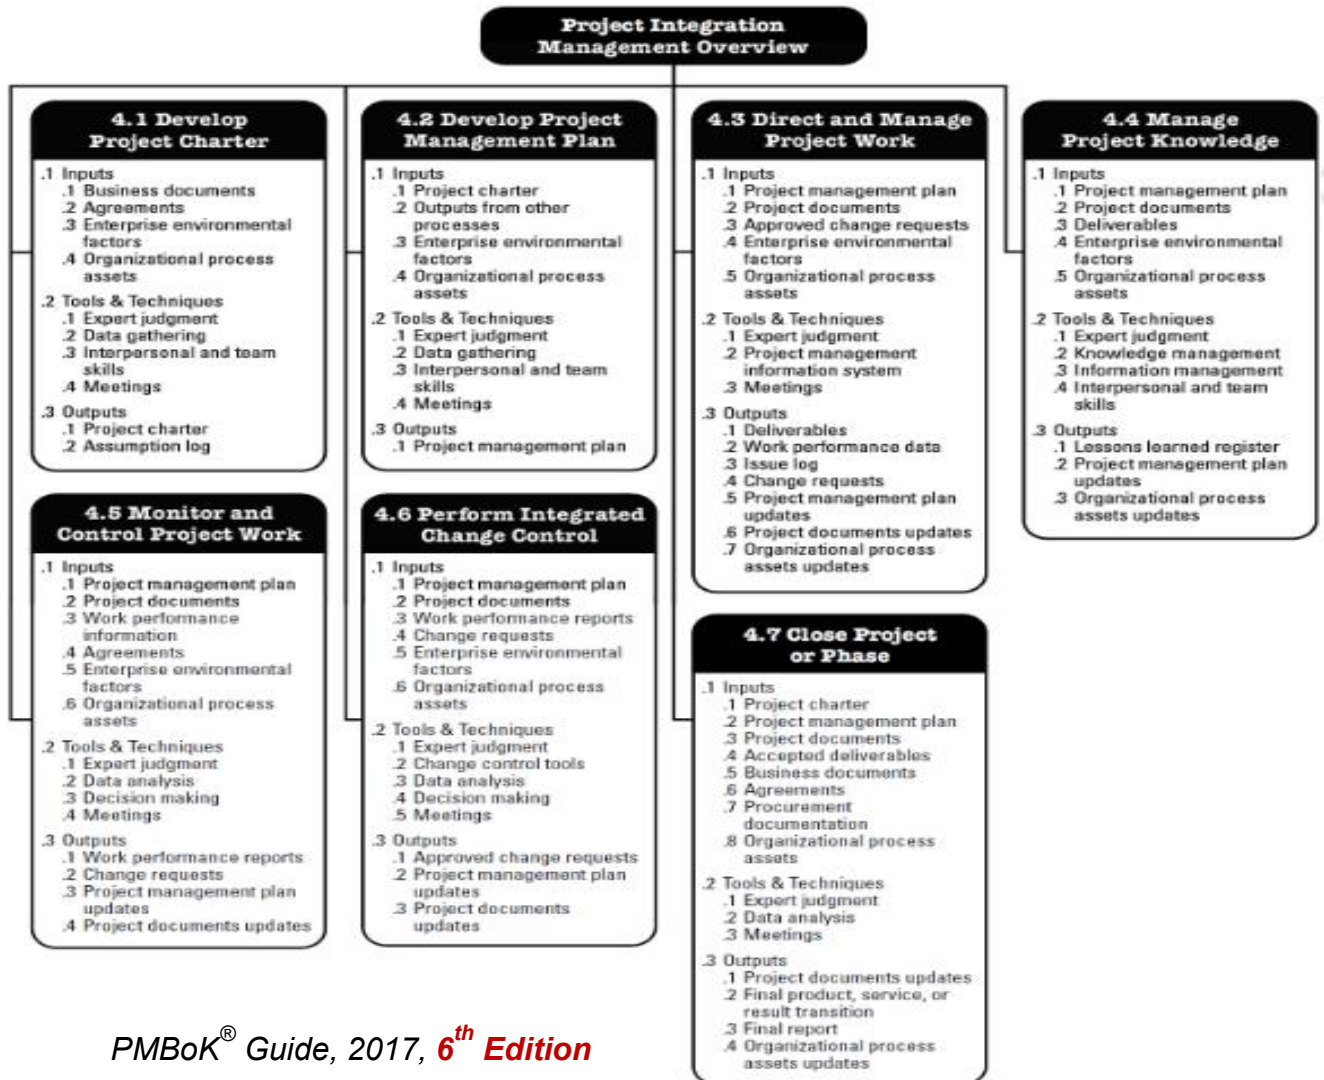 Project Integration
Management Overview
4.1 Develop
Project Charter
.1 Inputs
.1 Business documents
.2 Agreements
.3 Enterprise environmental
factors
.4 Organizational process
assets
.2 Tools & Techniques
.1 Expert judgment
.2 Data gathering
.3 Interpersonal and team
skills
.4 Meetings
.3 Outputs
.1 Project charter
.2 Assumption log
4.2 Develop Project
Management Plan
.1 Inputs
.1 Project charter
.2 Outputs from other
processes
.3 Enterprise environmental
factors
.4 Organizational process
assets
.2 Tools & Techniques
.1 Expert judgment
.2 Data gathering
.3 Interpersonal and team
skills
.4 Meetings
.3 Outputs
.1 Project management plan
4.3 Direct and Manage
Project Work
.1 Inputs
.1 Project management plan
.2 Project documents
.3 Approved change requests
.4 Enterprise environmental
factors
.5 Organizational process
assets
.2 Tools & Techniques
.1 Expert judgment
.2 Project management
information system
.3 Meetings
.3 Outputs
.1 Deliverables
.2 Work performance data
.3 Issue log
.4 Change requests
.5 Project management plan
updates
.6 Project documents updates
.7 Organizational process
assets updates
4.4 Manage
Project Knowledge
.1 Inputs
.1 Project management plan
.2 Project documents
.3 Deliverables
.4 Enterprise environmental
factors
.5 Organizational process
assets
.2 Tools & Techniques
.1 Expert judgment
.2 Knowledge management
.3 Information management
.4 Interpersonal and team
skills
.3 Outputs
.1 Lessons learned register
.2 Project management plan
updates
.3 Organizational process
assets updates
4.5 Monitor and
Control Project Work
.1 Inputs
.1 Project management plan
.2 Project documents
.3 Work performance
information
.4 Agreements
.5 Enterprise environmental
factors
.6 Organizational process
assets
.2 Tools & Techniques
.1 Expert judgment
.2 Data analysis
.3 Decision making
.4 Meetings
.3 Outputs
.1 Work performance reports
.2 Change requests
.3 Project management plan
updates
.4 Project documents updates
4.6 Perform Integrated
Change Control
.1 Inputs
.1 Project management plan
.2 Project documents
.3 Work performance reports
.4 Change requests
.5 Enterprise environmental
factors
.6 Organizational process
assets
.2 Tools & Techniques
.1 Expert judgment
.2 Change control tools
.3 Data analysis
.4 Decision making
.5 Meetings
.3 Outputs
.1 Approved change requests
.2 Project management plan
updates
.3 Project documents
updates
4.7 Close Project
or Phase
.1 Inputs
.1 Project charter
.2 Project management plan
.3 Project documents
.4 Accepted deliverables
.5 Business documents
.6 Agreements
.7 Procurement
documentation
.8 Organizational process
assets
.2 Tools & Techniques
.1 Expert judgment
.2 Data analysis
.3 Meetings
.3 Outputs
.1 Project documents updates
.2 Final product, service, or
result transition
.3 Final report
.4 Organizational process
assets updates
PMBoK® Guide, 2017, 6th Edition